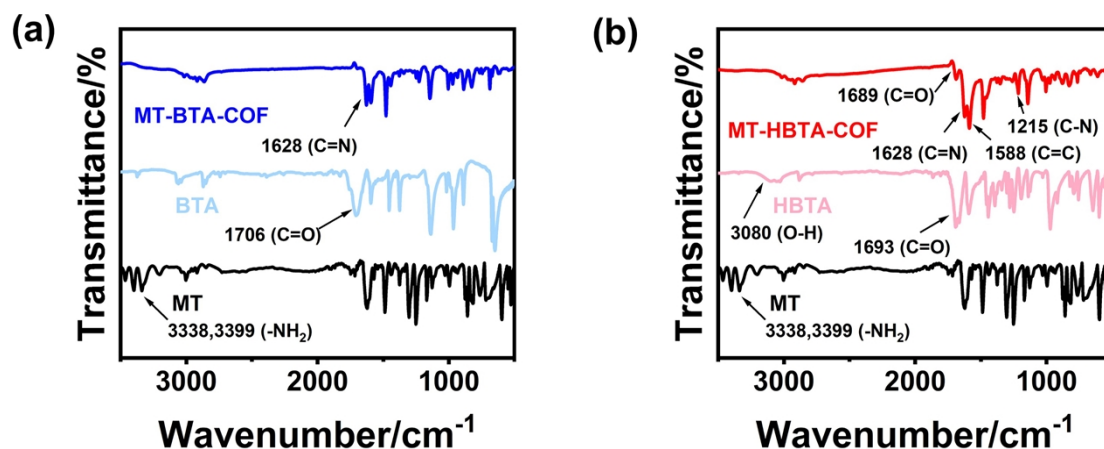 (a)
Transmittance/%
MT-BTA-COF
1628 (C=N)
BTA
1706 (C=O)
MT
3338,3399 (-NH₂)
3000
2000
1000
Wavenumber/cm⁻¹
(b)
Transmittance/%
1689 (C=O)
MT-HBTA-COF
1215 (C-N)
1628 (C=N)
1588 (C=C)
HBTA
3080 (O-H)
1693 (C=O)
MT
3338,3399 (-NH₂)
3000
2000
1000
Wavenumber/cm⁻¹